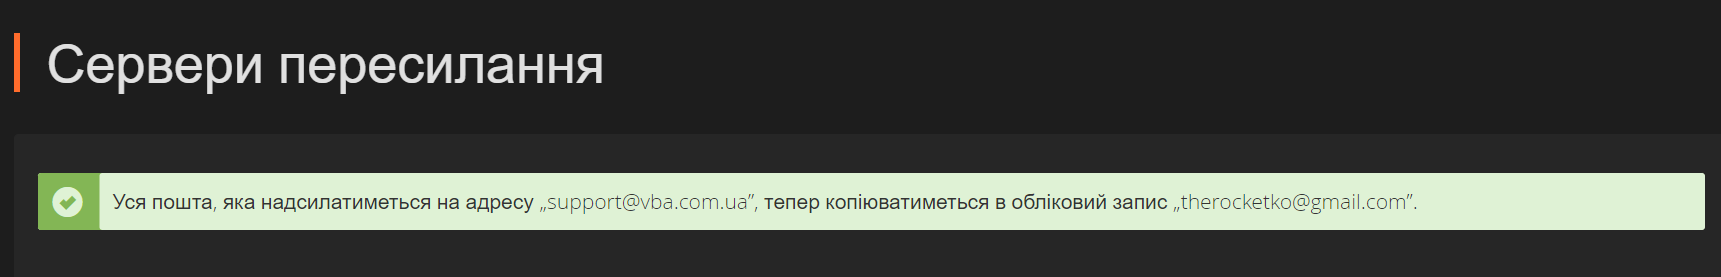 Сервери пересилання
Уся пошта, яка надсилатиметься на адресу „support@vba.com.ua”, тепер копіюватиметься в обліковий запис „therocketko@gmail.com”.